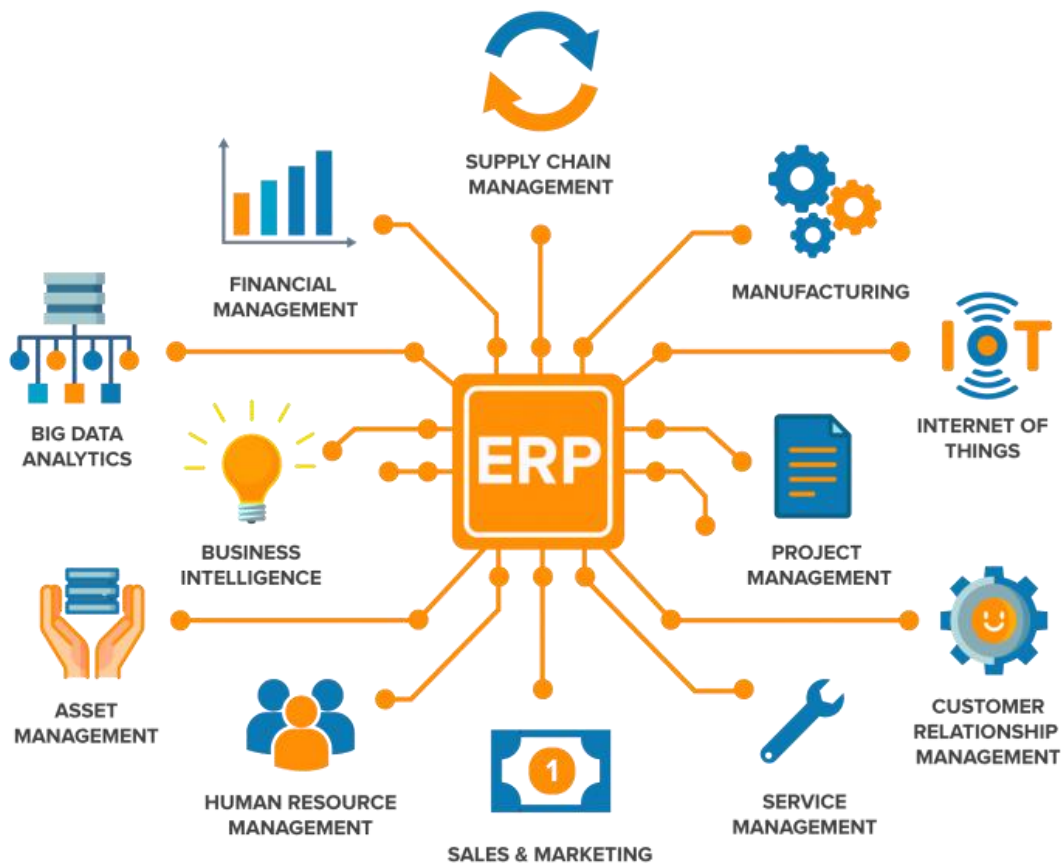 SUPPLY CHAIN
MANAGEMENT
FINANCIAL
MANAGEMENT
MANUFACTURING
IOT
BIG DATA
ANALYTICS
ERP
INTERNET OF
THINGS
BUSINESS
INTELLIGENCE
PROJECT
MANAGEMENT
ASSET
MANAGEMENT
CUSTOMER
RELATIONSHIP
MANAGEMENT
HUMAN RESOURCE
MANAGEMENT
1
SALES & MARKETING
SERVICE
MANAGEMENT